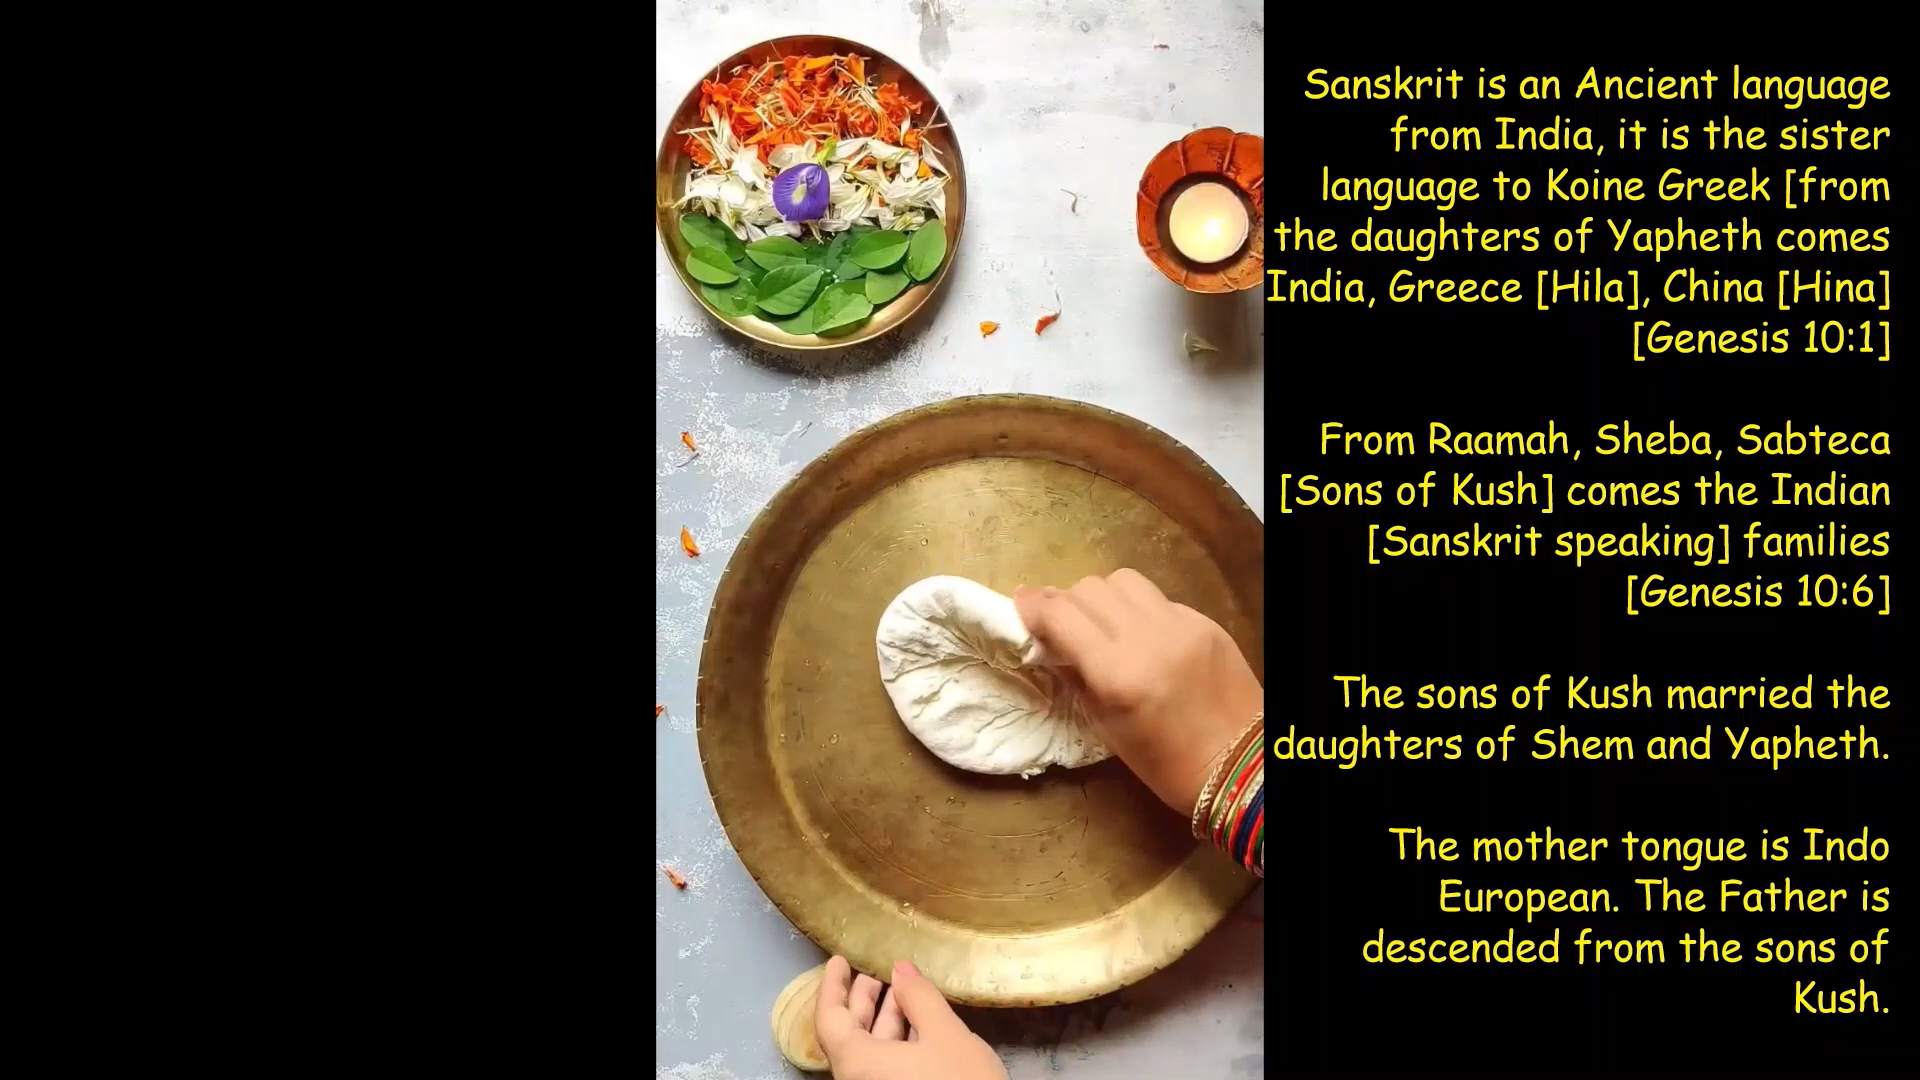 Sanskrit is an Ancient language
from India, it is the sister
language to Koine Greek [from
the daughters of Yapheth comes
India, Greece [Hila], China [Hina]
[Genesis 10:1]
From Raamah, Sheba, Sabteca
[Sons of Kush] comes the Indian
[Sanskrit speaking] families
[Genesis 10:6]
The sons of Kush married the
daughters of Shem and Yapheth.
The mother tongue is Indo
European. The Father is
descended from the sons of
Kush.